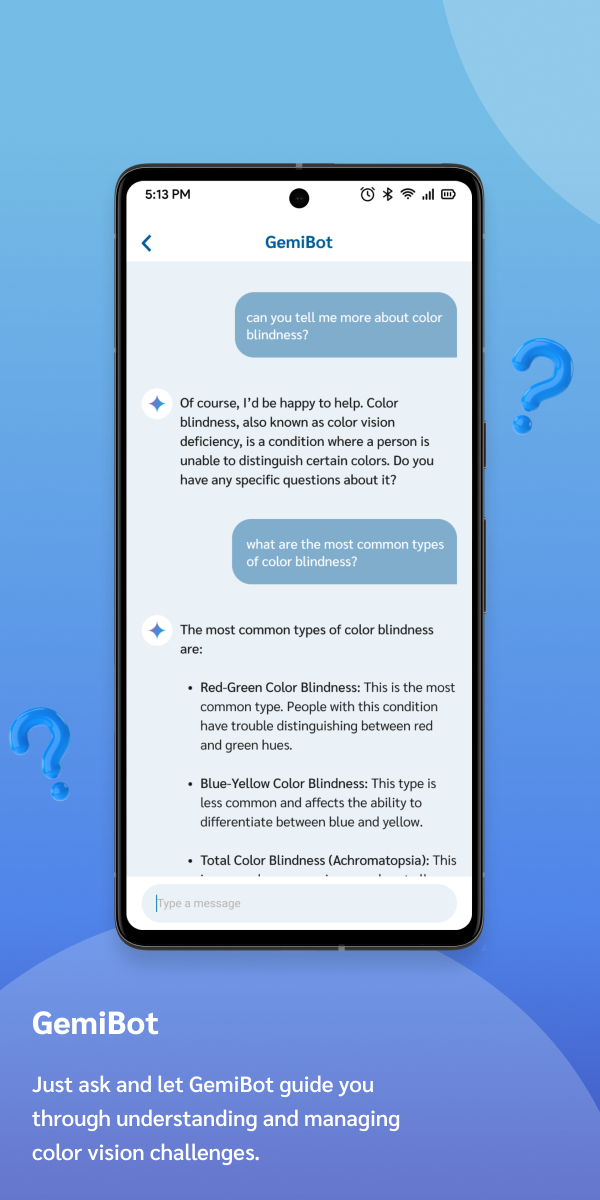 5:13 PM
GemiBot
can you tell me more about color
blindness?
Of course, I'd be happy to help. Color
blindness, also known as color vision
deficiency, is a condition where a person is
unable to distinguish certain colors. Do you
have any specific questions about it?
what are the most common types
of color blindness?
The most common types of color blindness
are:
• Red-Green Color Blindness: This is the most
common type. People with this condition
have trouble distinguishing between red
and green hues.
• Blue-Yellow Color Blindness: This type is
less common and affects the ability to
differentiate between blue and yellow.
• Total Color Blindness (Achromatopsia): This
Type a message
GemiBot
Just ask and let GemiBot guide you
through understanding and managing
color vision challenges.